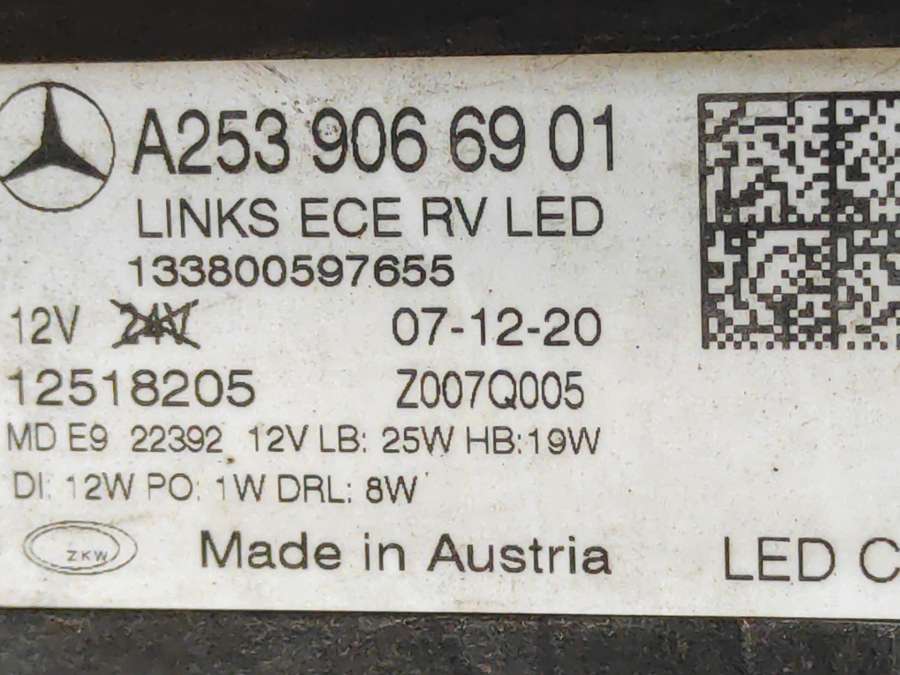 A253 906 69 01
LINKS ECE RV LED
133800597655
12V 24V 07-12-20
12518205 Z007Q005
MD E9 22392 12V LB: 25W HB:19W
DI: 12W PO: 1W DRL: 8W
ZKW Made in Austria LED C